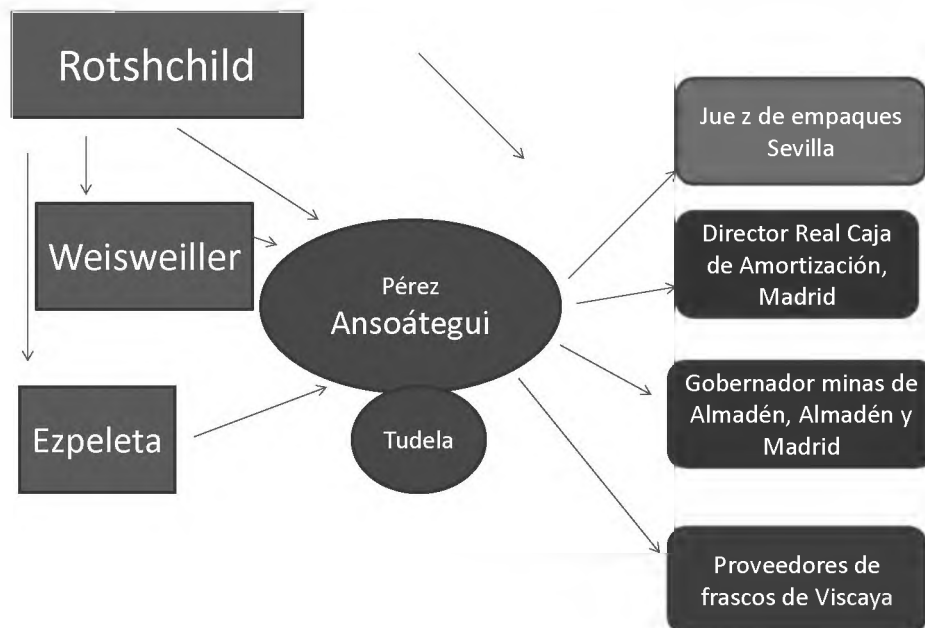 Rotshchild
Weisweiller
Ezpeleta
Pérez
Ansoátegui
Tudela
Jue z de empaques
Sevilla
Director Real Caja
de Amortización,
Madrid
Gobernador minas de
Almadén, Almadén y
Madrid
Proveedores de
frascos de Viscaya